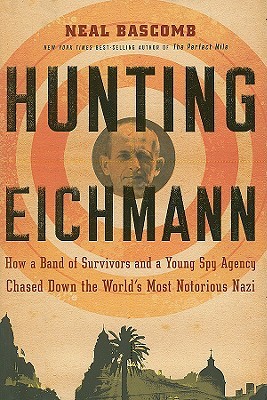 NEAL BASCOMB
NEW YORK TIMES BEST-SELLING AUTHOR OF The Perfect Mile
HUNTING
EICHMANN
How a Band of Survivors and a Young Spy Agency
Chased Down the World's Most Notorious Nazi